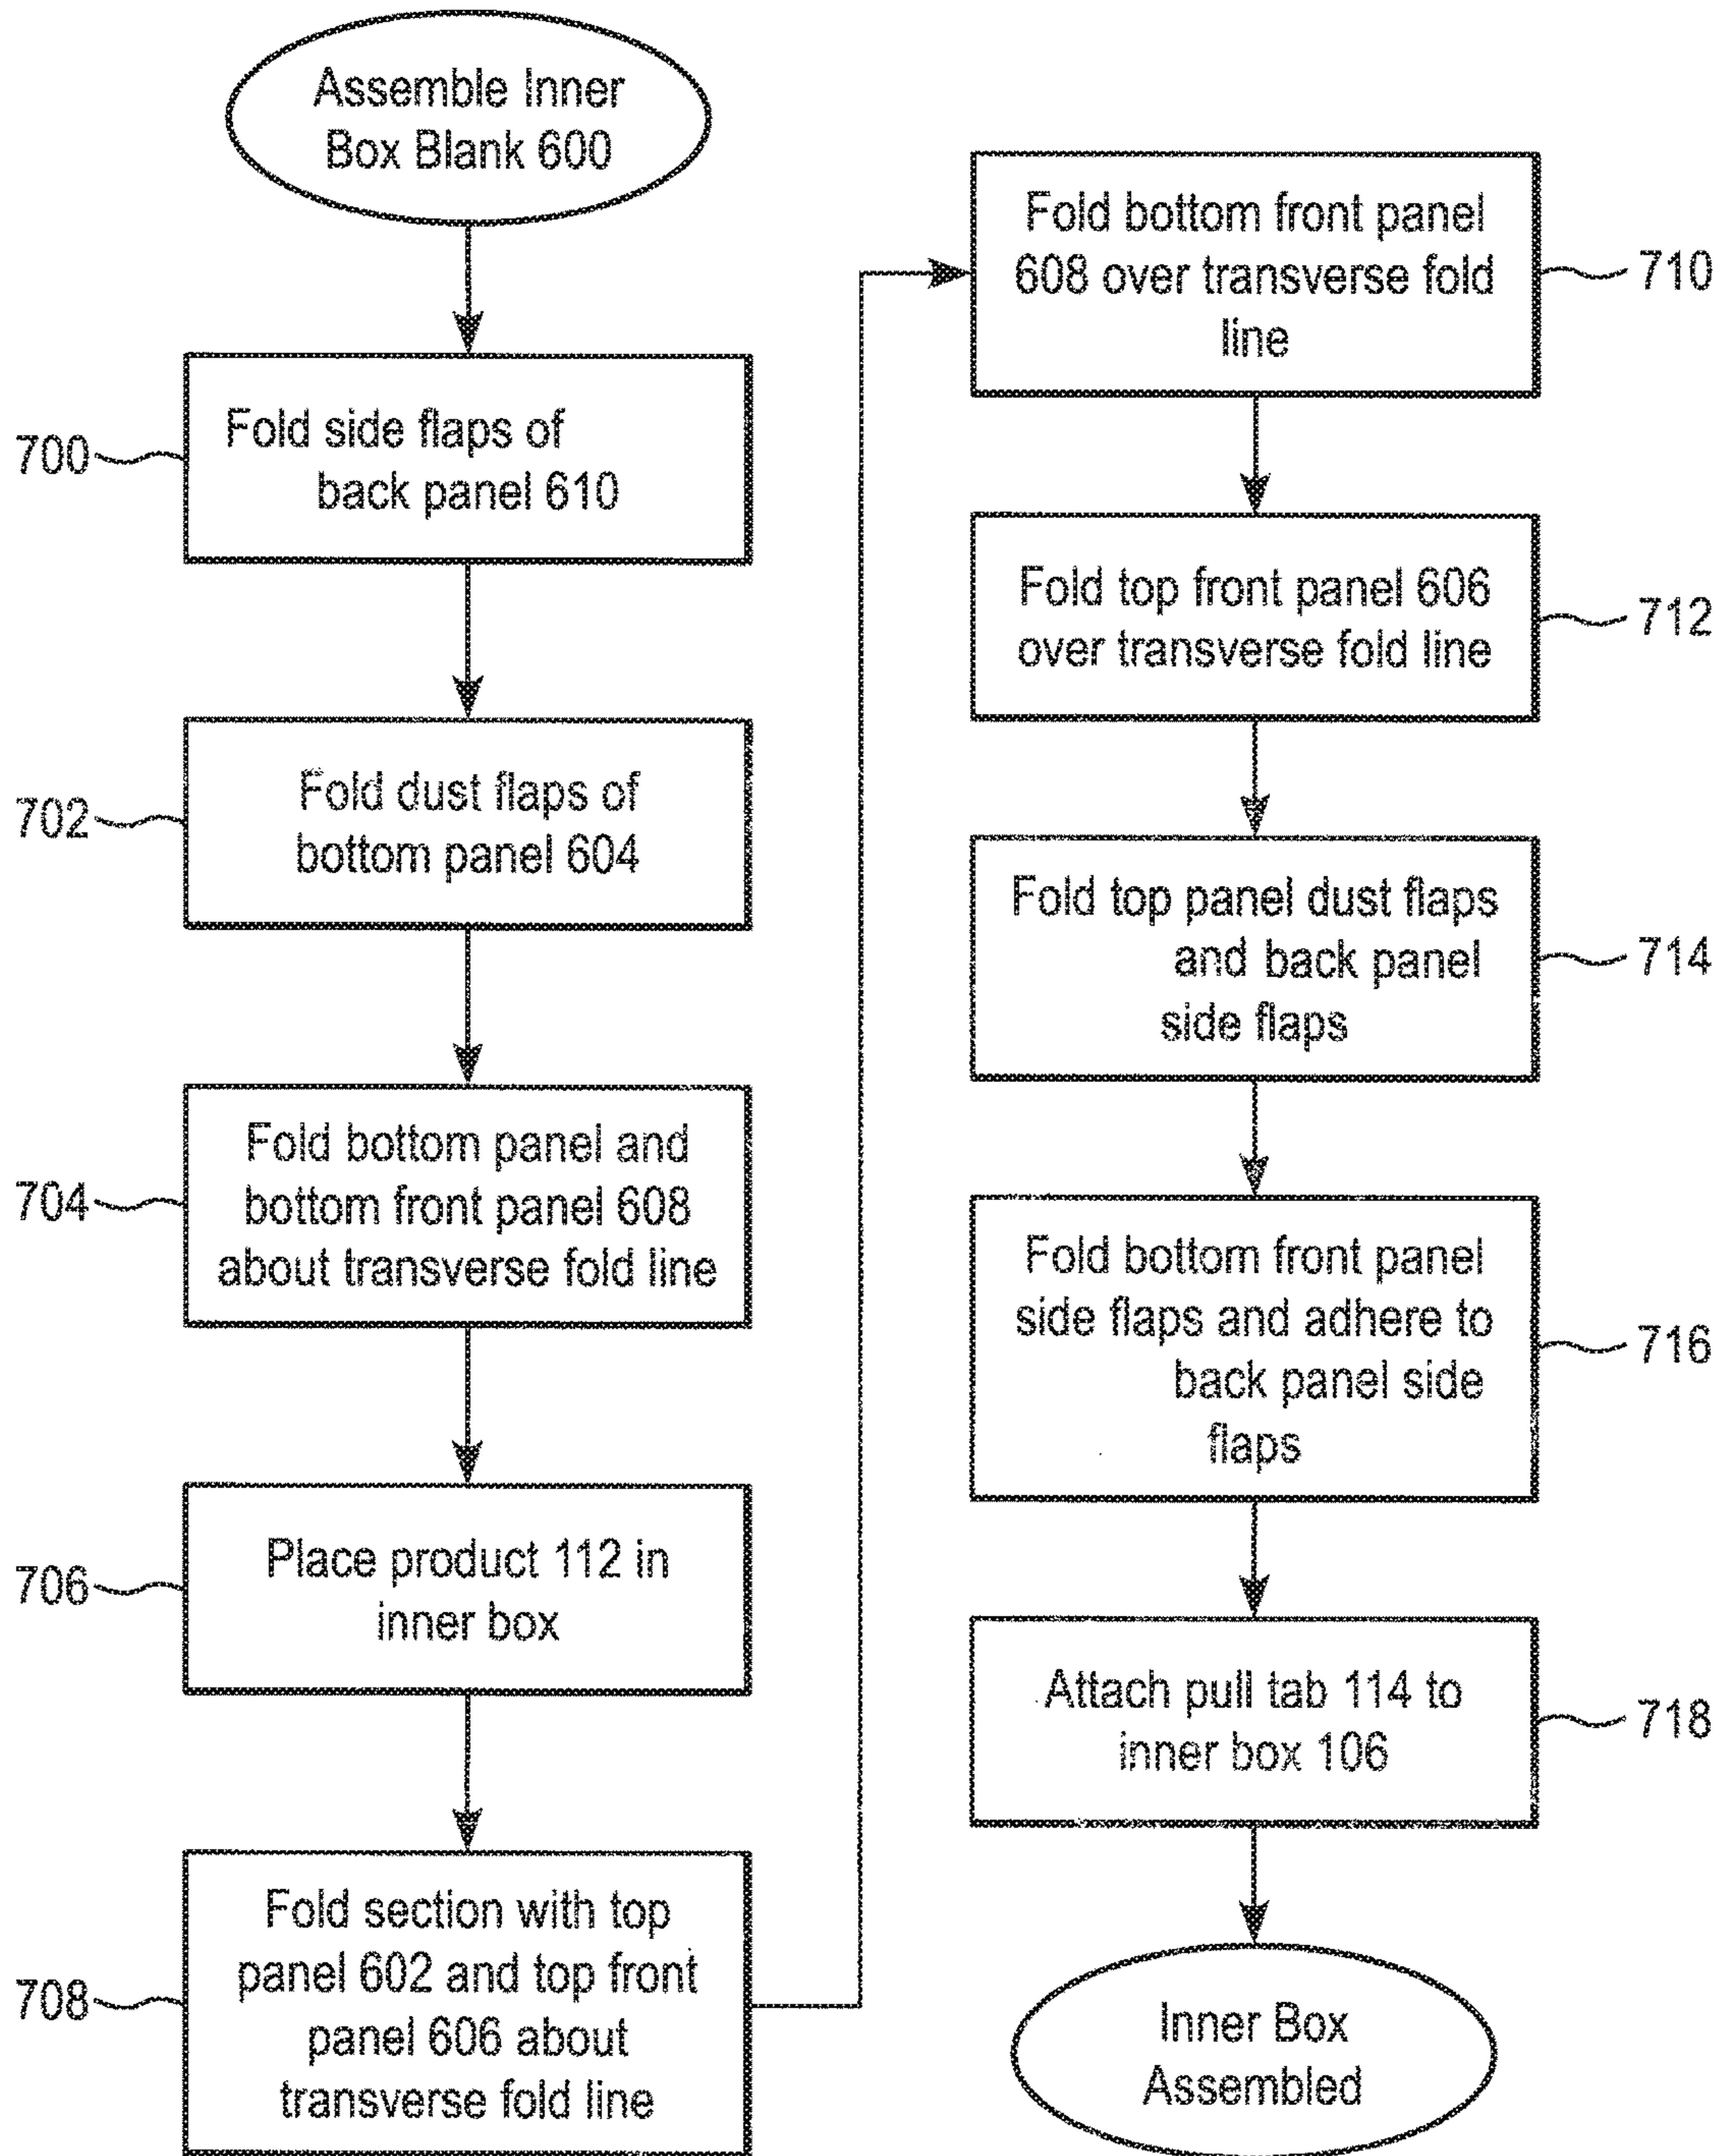 Assemble Inner
Box Blank 600
700
Fold side flaps of
back panel 610
702
Fold dust flaps of
bottom panel 604
704
Fold bottom panel and
bottom front panel 608
about transverse fold line
706
Place product 112 in
inner box
708
Fold section with top
panel 602 and top front
panel 606 about
transverse fold line
Fold bottom front panel
608 over transverse fold
line
710
Fold top front panel 606
over transverse fold line
712
Fold top panel dust flaps
and back panel
side flaps
714
Fold bottom front panel
side flaps and adhere to
back panel side
flaps
716
Attach pull tab 114 to
inner box 106
718
Inner Box
Assembled